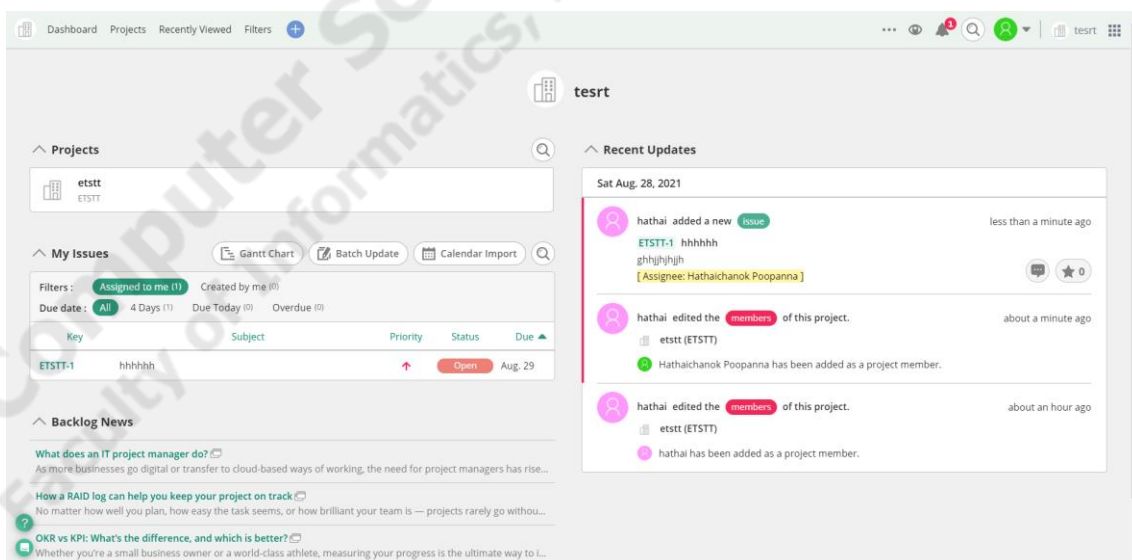 Dashboard Projects Recently Viewed Filters
1
tesrt
tesrt
Projects
etstt
ETSTT
My Issues Gantt Chart Batch Update Calendar Import
Filters : Assigned to me (1) Created by me (0)
Due date : All 4 Days (1) Due Today (0) Overdue (0)
Key Subject Priority Status Due
ETSTT-1 hhhhhh Open Aug. 29
Backlog News
What does an IT project manager do?
As more businesses go digital or transfer to cloud-based ways of working, the need for project managers has rise...
How a RAID log can help you keep your project on track
No matter how well you plan, how easy the task seems, or how brilliant your team is — projects rarely go withou...
OKR vs KPI: What's the difference, and which is better?
Whether you're a small business owner or a world-class athlete, measuring your progress is the ultimate way to i...
?
Recent Updates
Sat Aug. 28, 2021
hathai added a new issue less than a minute ago
ETSTT-1 hhhhhh
ghhjjhjhjjh
[ Assignee: Hathaichanok Poopanna ]
0
hathai edited the members of this project. about a minute ago
etstt (ETSTT)
Hathaichanok Poopanna has been added as a project member.
hathai edited the members of this project. about an hour ago
etstt (ETSTT)
hathai has been added as a project member.
Computer
Faculty of Informatics,